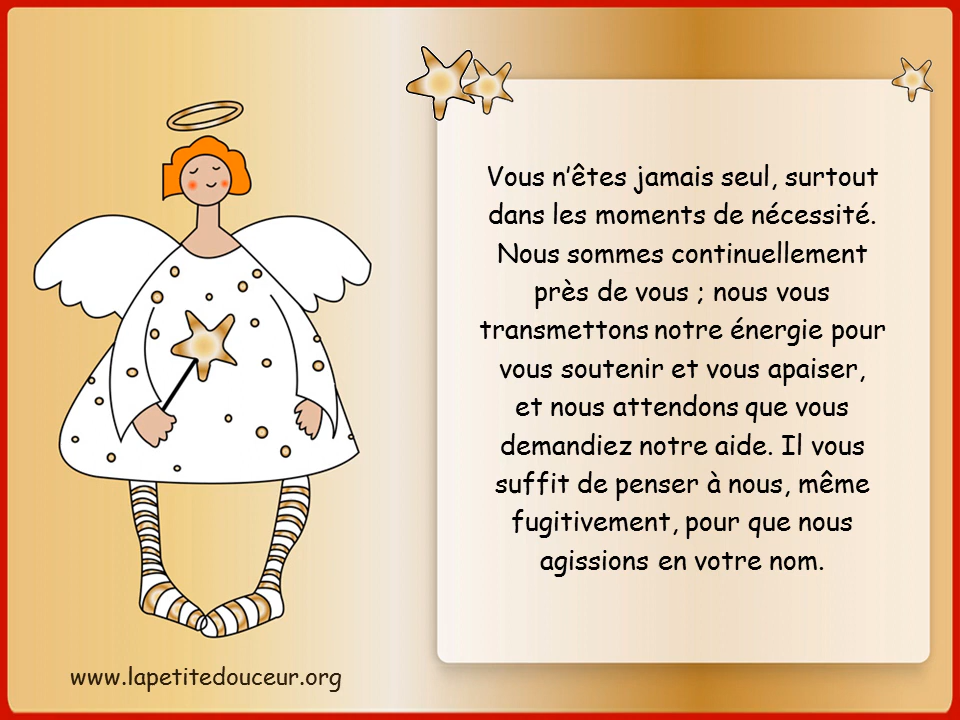 Vous n’êtes jamais seul, surtout
dans les moments de nécessité.
Nous sommes continuellement
près de vous ; nous vous
transmettons notre énergie pour
vous soutenir et vous apaiser,
et nous attendons que vous
demandiez notre aide. Il vous
suffit de penser à nous, même
fugitivement, pour que nous
agissions en votre nom.
www.lapetitedouceur.org